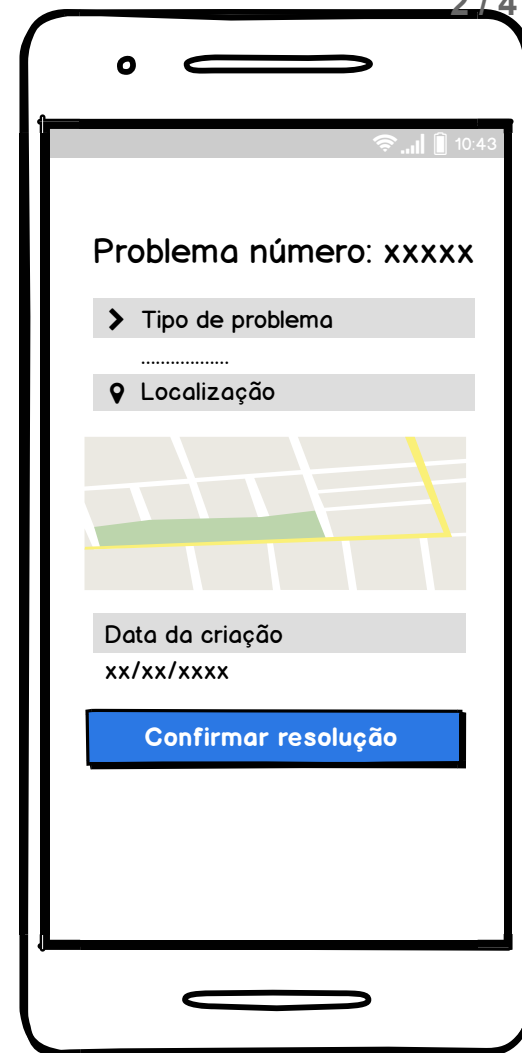 2 / 4
10:43
Problema número: xxxxx
Tipo de problema
..................
Localização
Data da criação
xx/xx/xxxx
Confirmar resolução